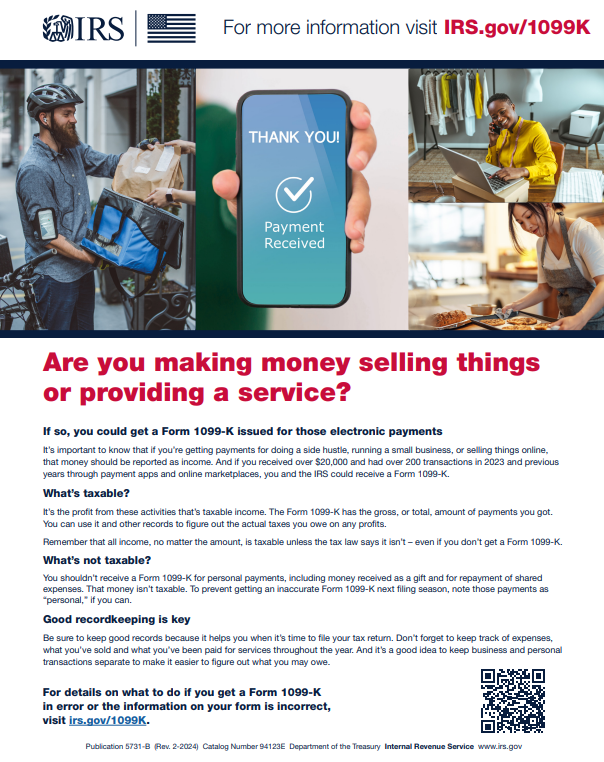 IRS
For more information visit IRS.gov/1099K
THANK YOU!
Payment
Received
Are you making money selling things
or providing a service?
If so, you could get a Form 1099-K issued for those electronic payments
It's important to know that if you're getting payments for doing a side hustle, running a small business, or selling things online,
that money should be reported as income. And if you received over $20,000 and had over 200 transactions in 2023 and previous
years through payment apps and online marketplaces, you and the IRS could receive a Form 1099-K.
What's taxable?
It's the profit from these activities that's taxable income. The Form 1099-K has the gross, or total, amount of payments you got.
You can use it and other records to figure out the actual taxes you owe on any profits.
Remember that all income, no matter the amount, is taxable unless the tax law says it isn't – even if you don't get a Form 1099-K.
What's not taxable?
You shouldn't receive a Form 1099-K for personal payments, including money received as a gift and for repayment of shared
expenses. That money isn't taxable. To prevent getting an inaccurate Form 1099-K next filing season, note those payments as
"personal," if you can.
Good recordkeeping is key
Be sure to keep good records because it helps you when it's time to file your tax return. Don't forget to keep track of expenses,
what you've sold and what you've been paid for services throughout the year. And it's a good idea to keep business and personal
transactions separate to make it easier to figure out what you may owe.
For details on what to do if you get a Form 1099-K
in error or the information on your form is incorrect,
visit irs.gov/1099K.
Publication 5731-B (Rev. 2-2024) Catalog Number 94123E Department of the Treasury Internal Revenue Service www.irs.gov